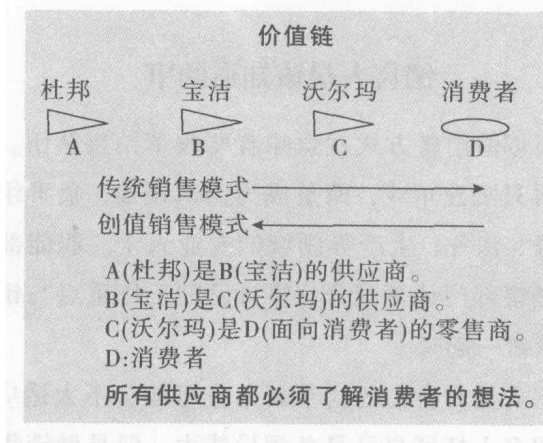 价值链
杜邦 宝洁 沃尔玛 消费者
A B C D
传统销售模式
创值销售模式
A(杜邦)是B(宝洁)的供应商。
B(宝洁)是C(沃尔玛)的供应商。
C(沃尔玛)是D(面向消费者)的零售商。
D:消费者
所有供应商都必须了解消费者的想法。